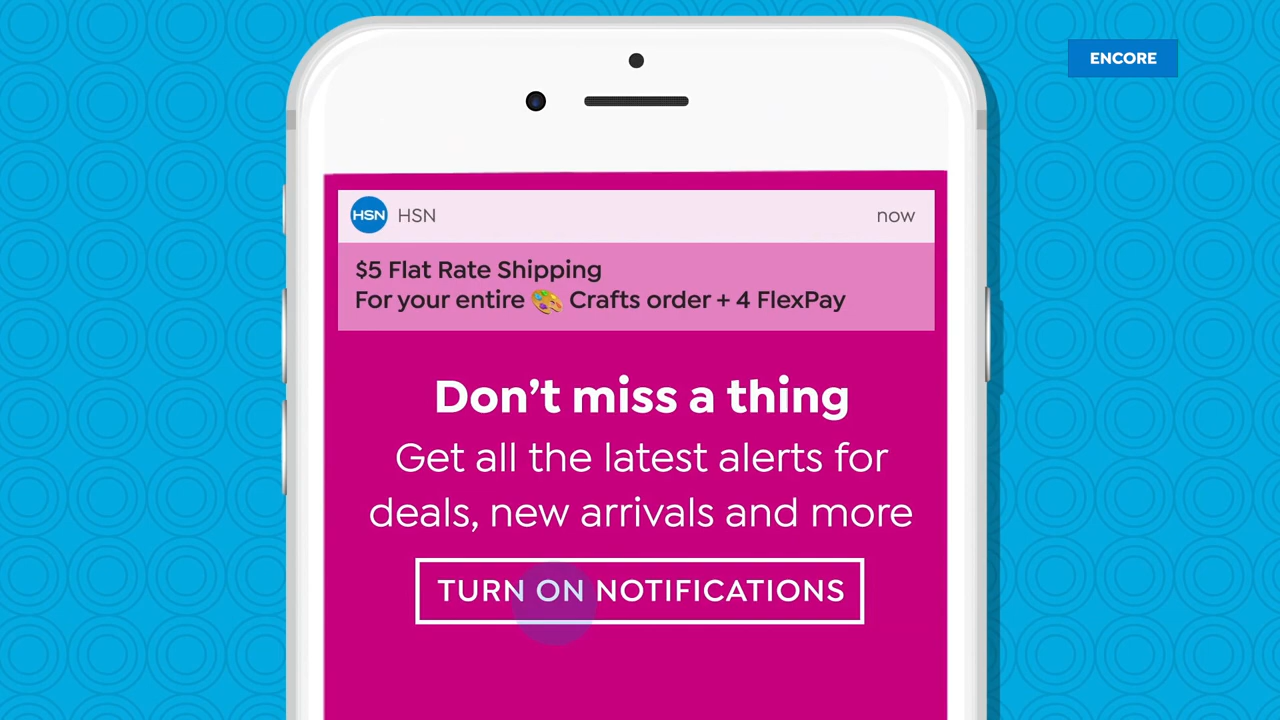 ENCORE
HSN HSN now
$5 Flat Rate Shipping
For your entire 🎨 Crafts order + 4 FlexPay
Don't miss a thing
Get all the latest alerts for
deals, new arrivals and more
TURN ON NOTIFICATIONS